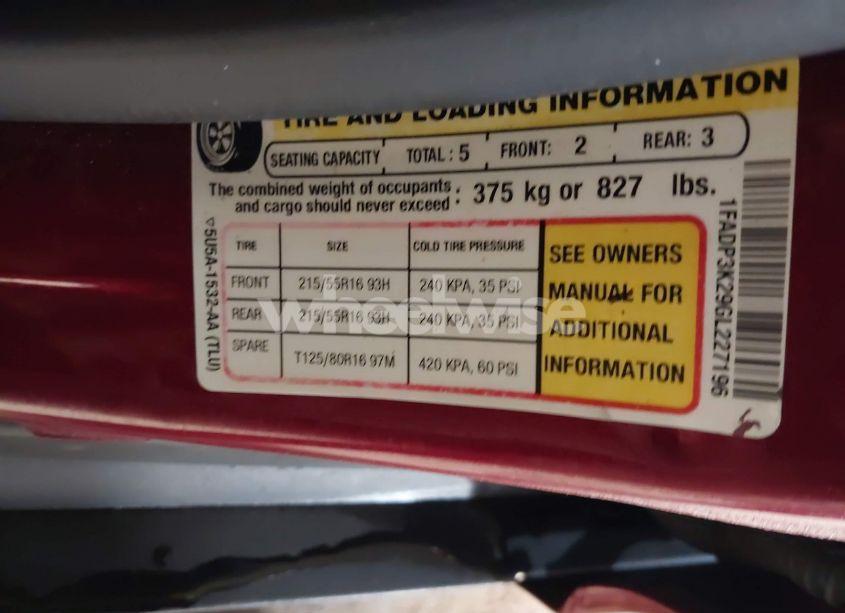 TIRE AND LOADING INFORMATION
SEATING CAPACITY TOTAL : 5 FRONT: 2 REAR: 3
The combined weight of occupants and cargo should never exceed : 375 kg or 827 lbs.
TIRE SIZE COLD TIRE PRESSURE
FRONT 215/55R16 93H 240 KPA, 35 PSI
REAR 215/55R16 93H 240 KPA, 35 PSI
SPARE T125/80R16 97M 420 KPA, 60 PSI
SEE OWNERS
MANUAL FOR
ADDITIONAL
INFORMATION
5U5A-1532-AA (TLU)
1FADP3K29GL227196
wheelwise